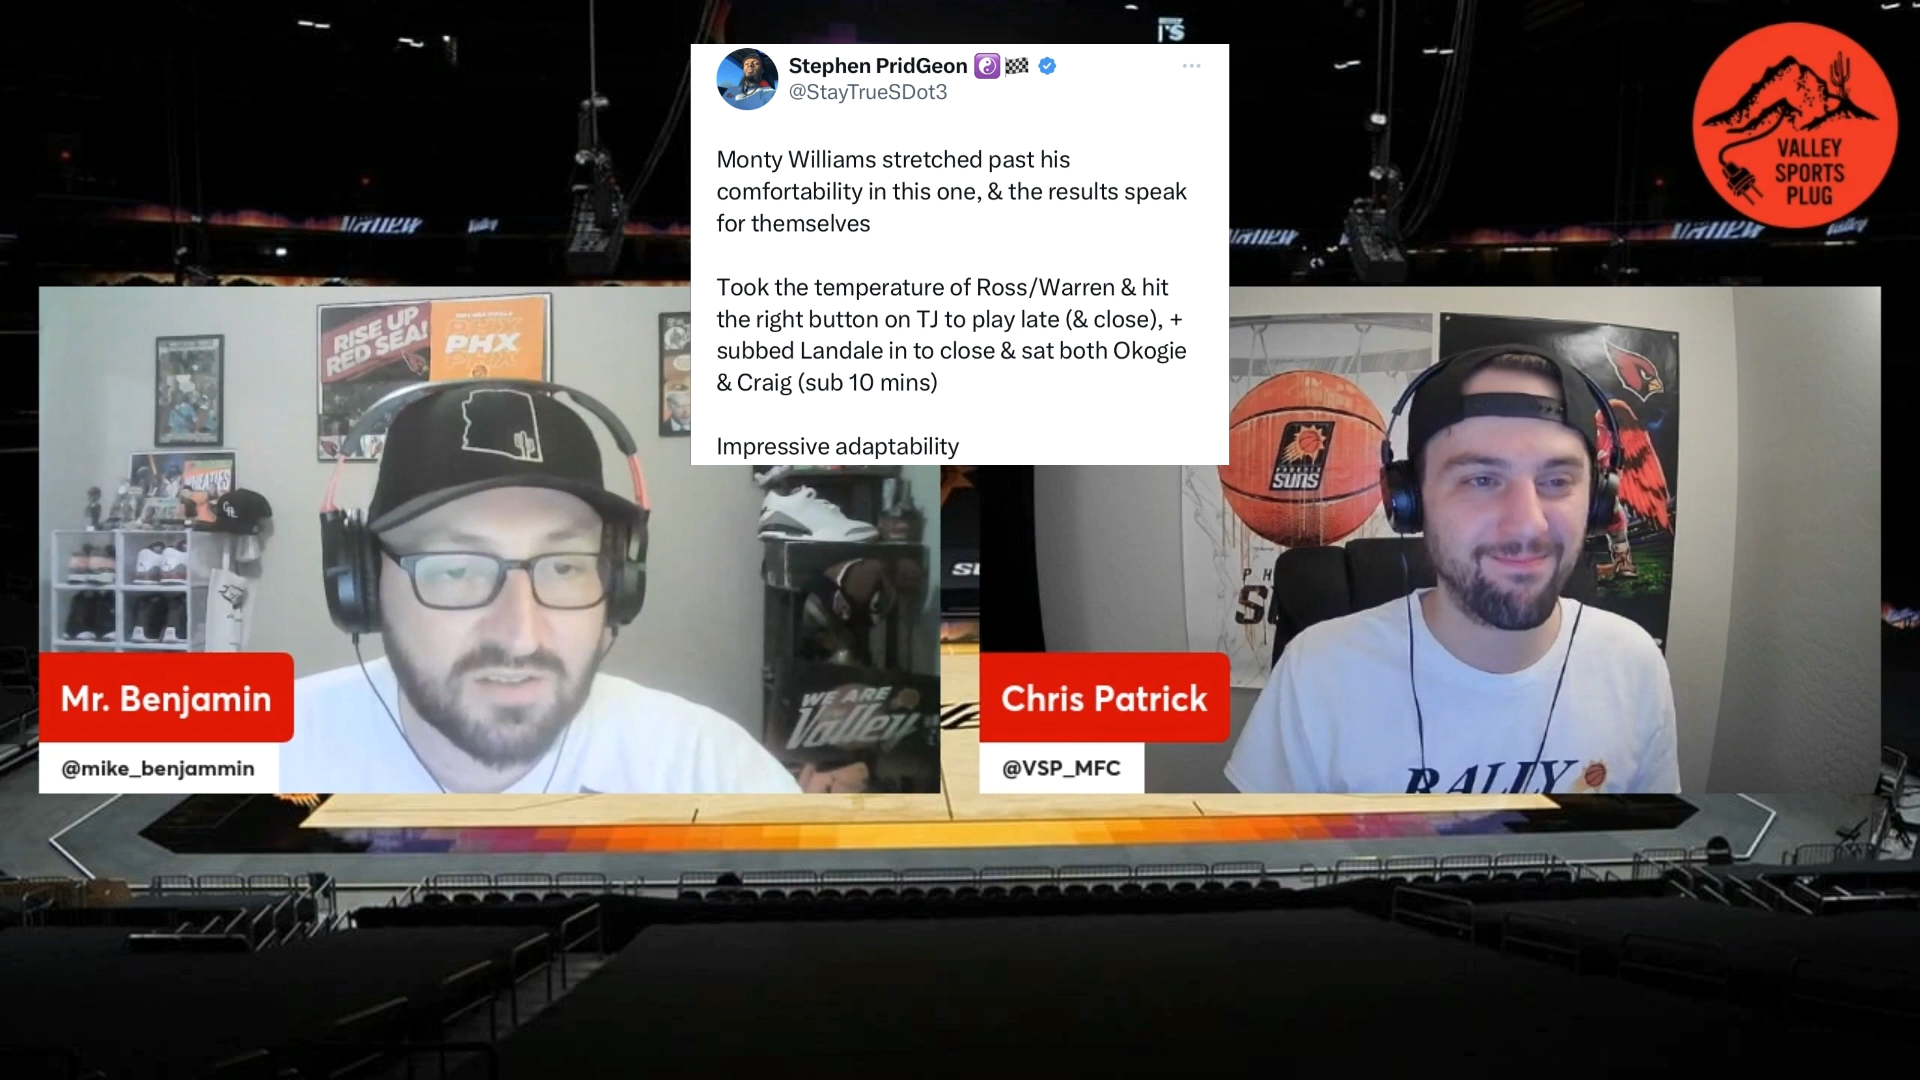 Stephen PridGeon
@StayTrueSDot3
Monty Williams stretched past his
comfortability in this one, & the results speak
for themselves
Took the temperature of Ross/Warren & hit
the right button on TJ to play late (& close), +
subbed Landale in to close & sat both Okogie
& Craig (sub 10 mins)
Impressive adaptability
VALLEY
SPORTS
PLUG
Valley
Valley
RISE UP
RED SEA!
PHX
WHEATIES
SUNS
WE ARE
Valley
RALLY
Mr. Benjamin
@mike_benjammin
Chris Patrick
@VSP_MFC